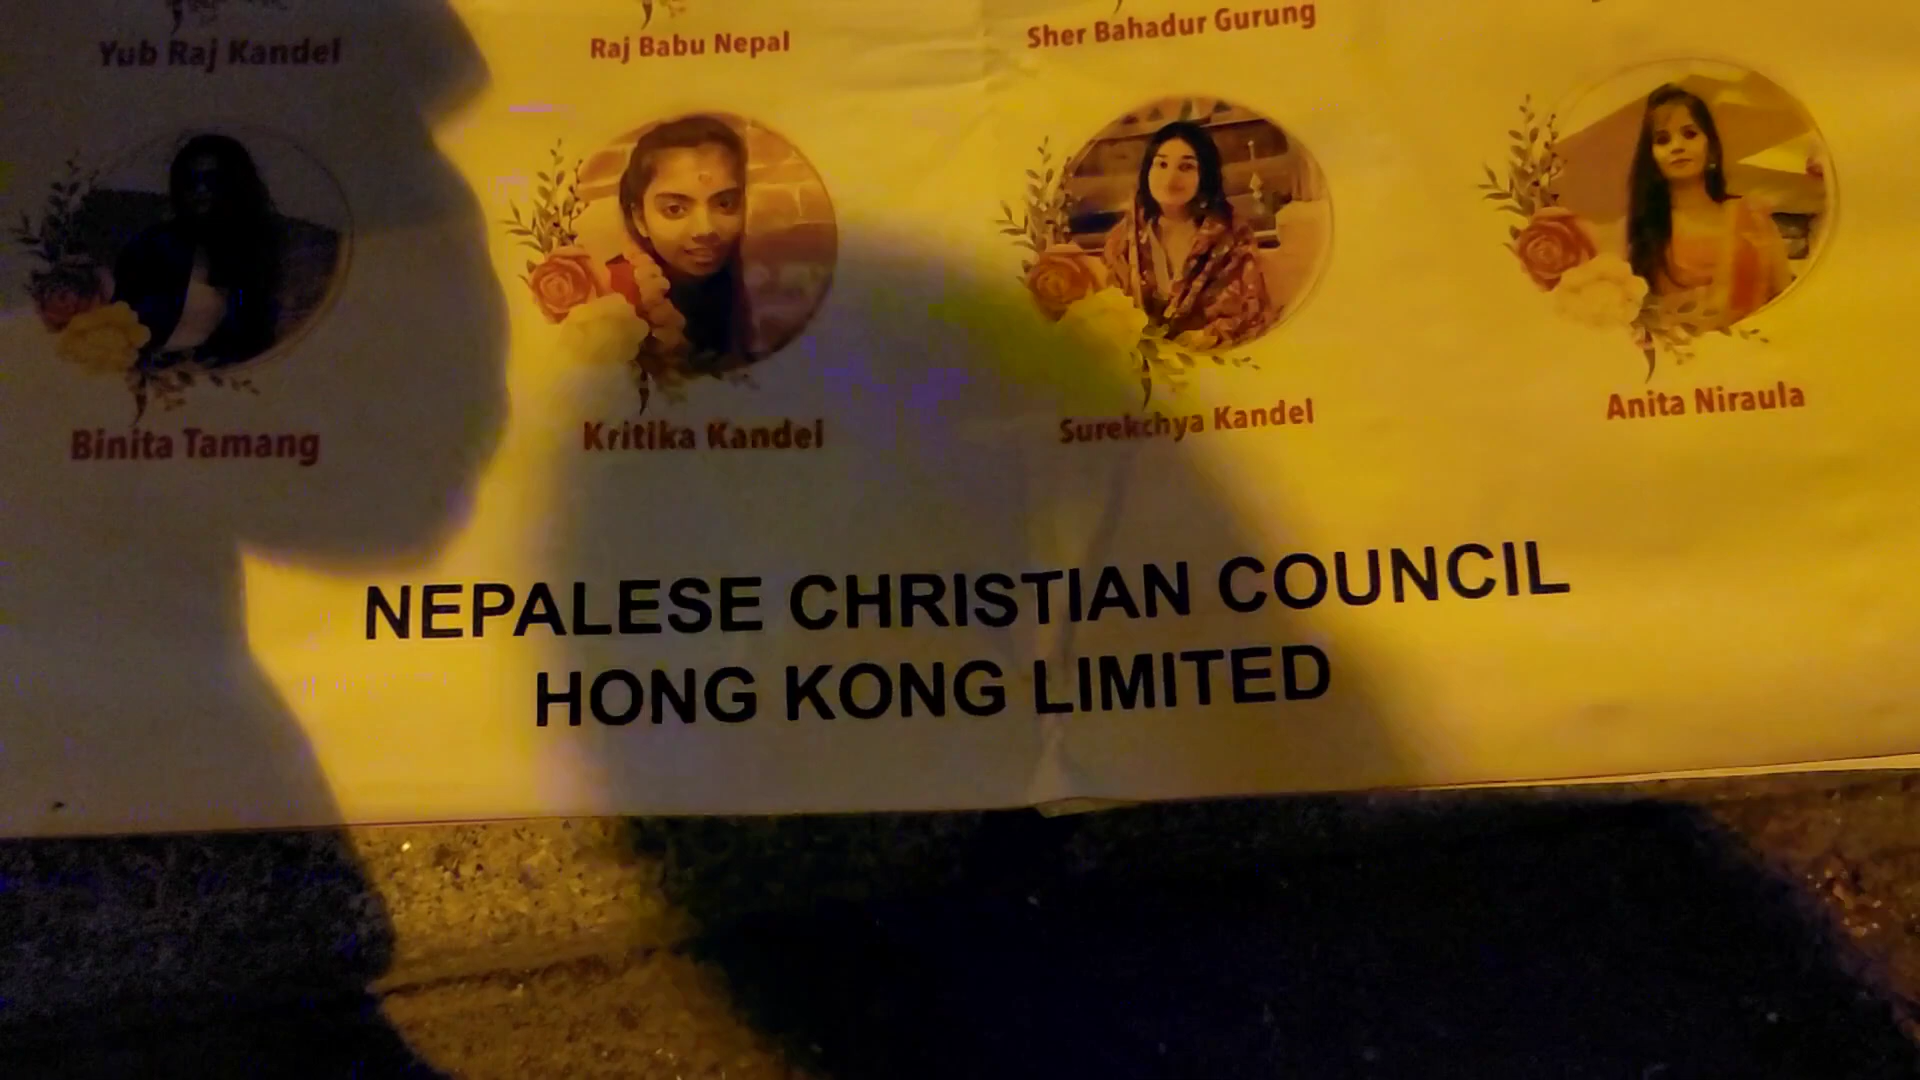 Yub Raj Kandel
Raj Babu Nepal
Sher Bahadur Gurung
Binita Tamang
Kritika Kandel
Surekchya Kandel
Anita Niraula
NEPALESE CHRISTIAN COUNCIL
HONG KONG LIMITED